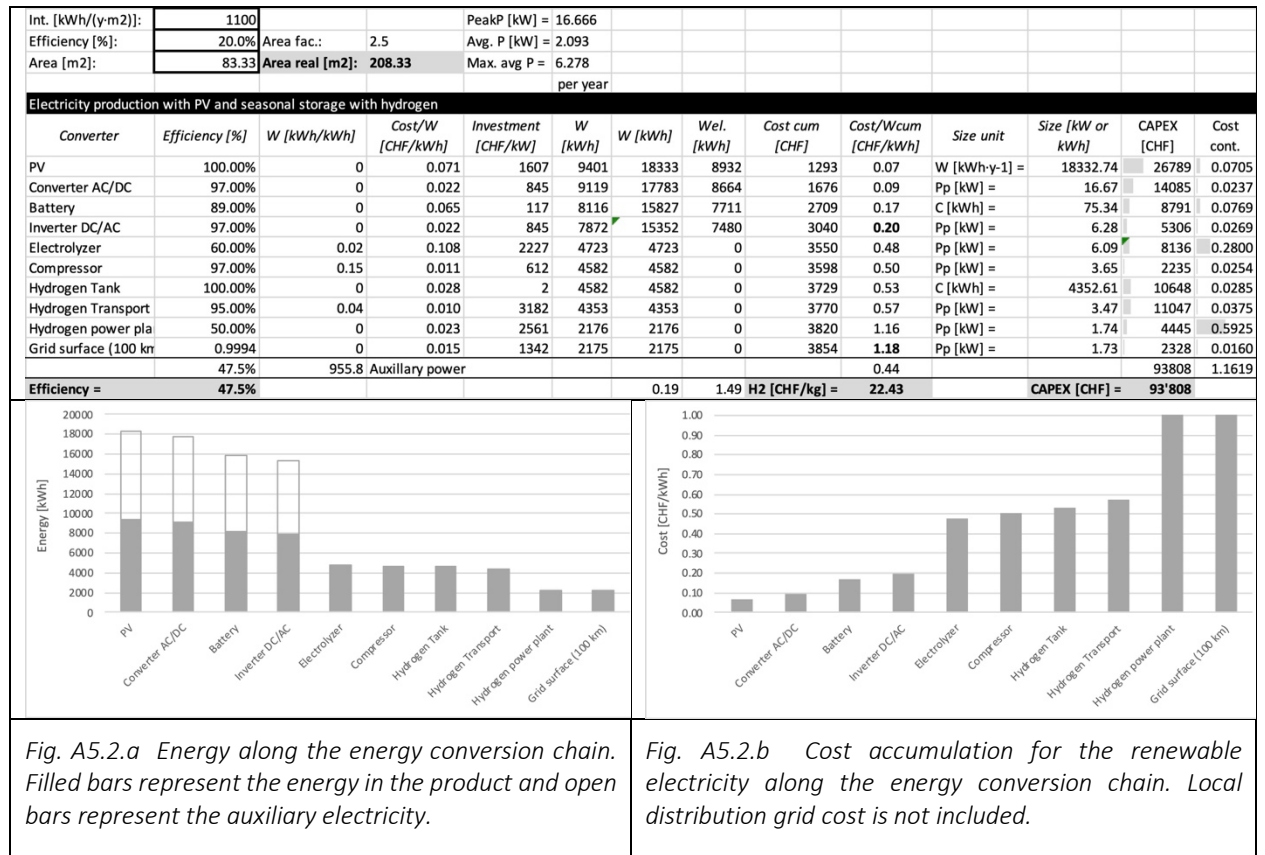 Int. [kWh/(y·m2)]: 1100 PeakP [kW] = 16.666
Efficiency [%]: 20.0% Area fac.: 2.5 Avg. P [kW] = 2.093
Area [m2]: 83.33 Area real [m2]: 208.33 Max. avg P = 6.278
per year
Electricity production with PV and seasonal storage with hydrogen
Converter Efficiency [%] W [kWh/kWh] Cost/W [CHF/kWh] Investment [CHF/kW] W [kWh] W [kWh] Wel. [kWh] Cost cum [CHF] Cost/Wcum [CHF/kWh] Size unit Size [kW or kWh] CAPEX [CHF] Cost cont.
PV 100.00% 0 0.071 1607 9401 18333 8932 1293 0.07 W [kWh·y-1] = 18332.74 26789 0.0705
Converter AC/DC 97.00% 0 0.022 845 9119 17783 8664 1676 0.09 Pp [kW] = 16.67 14085 0.0237
Battery 89.00% 0 0.065 117 8116 15827 7711 2709 0.17 C [kWh] = 75.34 8791 0.0769
Inverter DC/AC 97.00% 0 0.022 845 7872 15352 7480 3040 0.20 Pp [kW] = 6.28 5306 0.0269
Electrolyzer 60.00% 0.02 0.108 2227 4723 4723 0 3550 0.48 Pp [kW] = 6.09 8136 0.2800
Compressor 97.00% 0.15 0.011 612 4582 4582 0 3598 0.50 Pp [kW] = 3.65 2235 0.0254
Hydrogen Tank 100.00% 0 0.028 2 4582 4582 0 3729 0.53 C [kWh] = 4352.61 10648 0.0285
Hydrogen Transport 95.00% 0.04 0.010 3182 4353 4353 0 3770 0.57 Pp [kW] = 3.47 11047 0.0375
Hydrogen power pla 50.00% 0 0.023 2561 2176 2176 0 3820 1.16 Pp [kW] = 1.74 4445 0.5925
Grid surface (100 km 0.9994 0 0.015 1342 2175 2175 0 3854 1.18 Pp [kW] = 1.73 2328 0.0160
47.5% 955.8 Auxillary power 0.44 93808 1.1619
Efficiency = 47.5% 0.19 1.49 H2 [CHF/kg] = 22.43 CAPEX [CHF] = 93'808
Energy [kWh]
20000
18000
16000
14000
12000
10000
8000
6000
4000
2000
0
PV
Converter AC/DC
Battery
Inverter DC/AC
Electrolyzer
Compressor
Hydrogen Tank
Hydrogen Transport
Hydrogen power plant
Grid surface (100 km)
Cost [CHF/kWh]
1.00
0.90
0.80
0.70
0.60
0.50
0.40
0.30
0.20
0.10
0.00
PV
Converter AC/DC
Battery
Inverter DC/AC
Electrolyzer
Compressor
Hydrogen Tank
Hydrogen Transport
Hydrogen power plant
Grid surface (100 km)
Fig. A5.2.a Energy along the energy conversion chain.
Filled bars represent the energy in the product and open
bars represent the auxiliary electricity.
Fig. A5.2.b Cost accumulation for the renewable
electricity along the energy conversion chain. Local
distribution grid cost is not included.